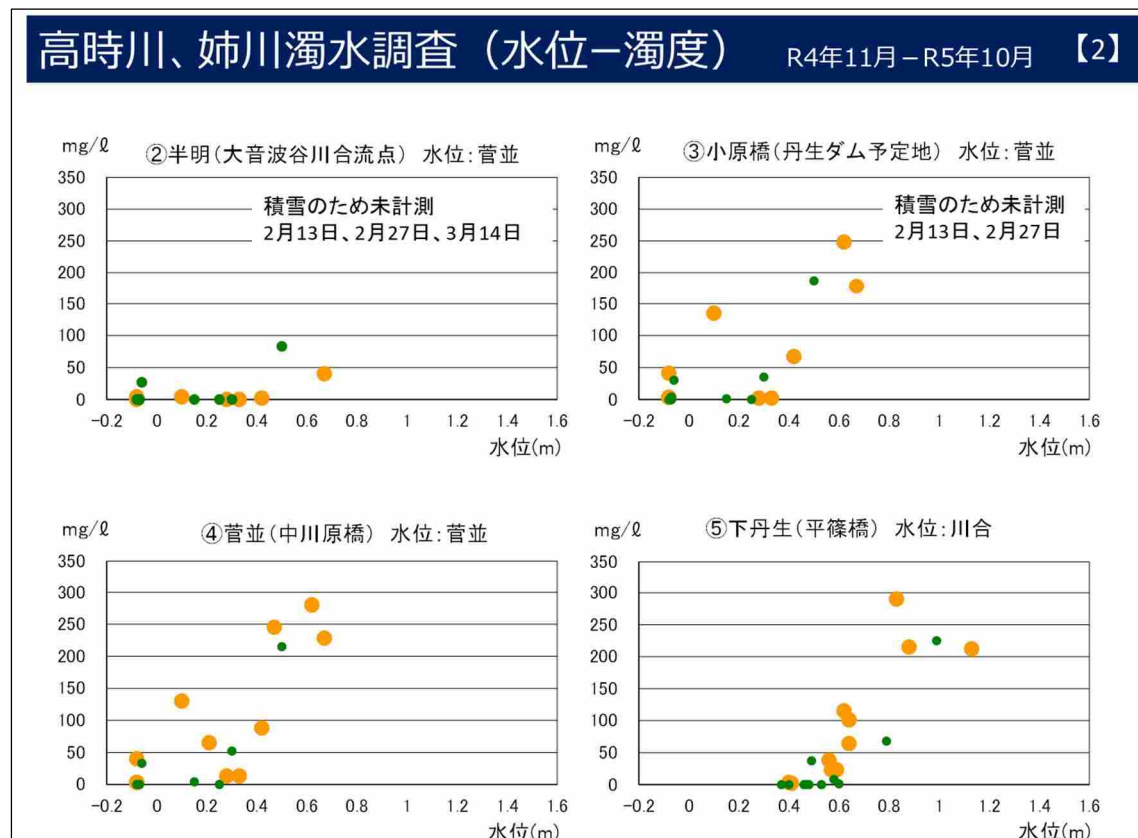 高時川、姉川濁水調査（水位－濁度） R4年11月－R5年10月 【2】
mg/ℓ ②半明(大音波谷川合流点) 水位:菅並
350
300
250
200
150
100
50
0
積雪のため未計測
2月13日、2月27日、3月14日
-0.2 0 0.2 0.4 0.6 0.8 1 1.2 1.4 1.6
水位(m)
mg/ℓ ③小原橋(丹生ダム予定地) 水位:菅並
350
300
250
200
150
100
50
0
積雪のため未計測
2月13日、2月27日
-0.2 0 0.2 0.4 0.6 0.8 1 1.2 1.4 1.6
水位(m)
mg/ℓ ④菅並(中川原橋) 水位:菅並
350
300
250
200
150
100
50
0
-0.2 0 0.2 0.4 0.6 0.8 1 1.2 1.4 1.6
水位(m)
mg/ℓ ⑤下丹生(平篠橋) 水位:川合
350
300
250
200
150
100
50
0
-0.2 0 0.2 0.4 0.6 0.8 1 1.2 1.4 1.6
水位(m)